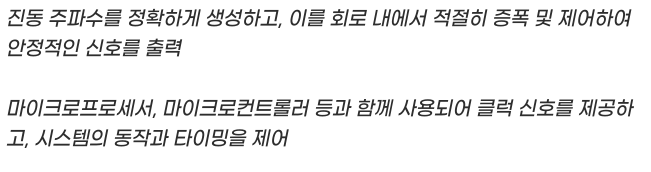 진동 주파수를 정확하게 생성하고, 이를 회로 내에서 적절히 증폭 및 제어하여
안정적인 신호를 출력
마이크로프로세서, 마이크로컨트롤러 등과 함께 사용되어 클럭 신호를 제공하
고, 시스템의 동작과 타이밍을 제어